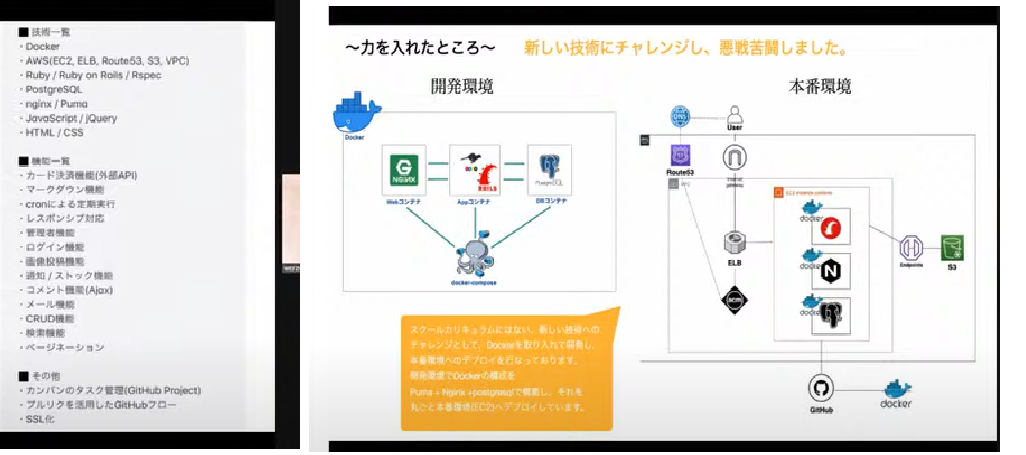 ■ 技術一覧
・Docker
・AWS(EC2, ELB, Route53, S3, VPC)
・Ruby / Ruby on Rails / Rspec
・PostgreSQL
・nginx / Puma
・JavaScript / jQuery
・HTML / CSS
■ 機能一覧
・カード決済機能(外部API)
・マークダウン機能
・cronによる定期実行
・レスポンシブ対応
・管理者機能
・ログイン機能
・画像投稿機能
・通知 / ストック機能
・コメント機能(Ajax)
・メール機能
・CRUD機能
・検索機能
・ページネーション
■ その他
・カンバンのタスク管理(GitHub Project)
・プルリクを活用したGitHubフロー
・SSL化
〜力を入れたところ〜 新しい技術にチャレンジし、悪戦苦闘しました。
開発環境
Docker
NGINX
RAILS
PostgreSQL
Webコンテナ
Appコンテナ
DBコンテナ
docker-compose
スクールカリキュラムにはない、新しい技術への
チャレンジとして、Dockerを取り入れて開発し、
本番環境へのデプロイを行なっております。
開発環境でDockerの構成を
Puma + Nginx +postgresqlで構築し、それを
丸ごと本番環境(EC2)へデプロイしています。
本番環境
DNS
User
Route53
VPC
ELB
ACM
EC2 instance contents
docker
docker
docker
Endpoints
S3
GitHub
docker